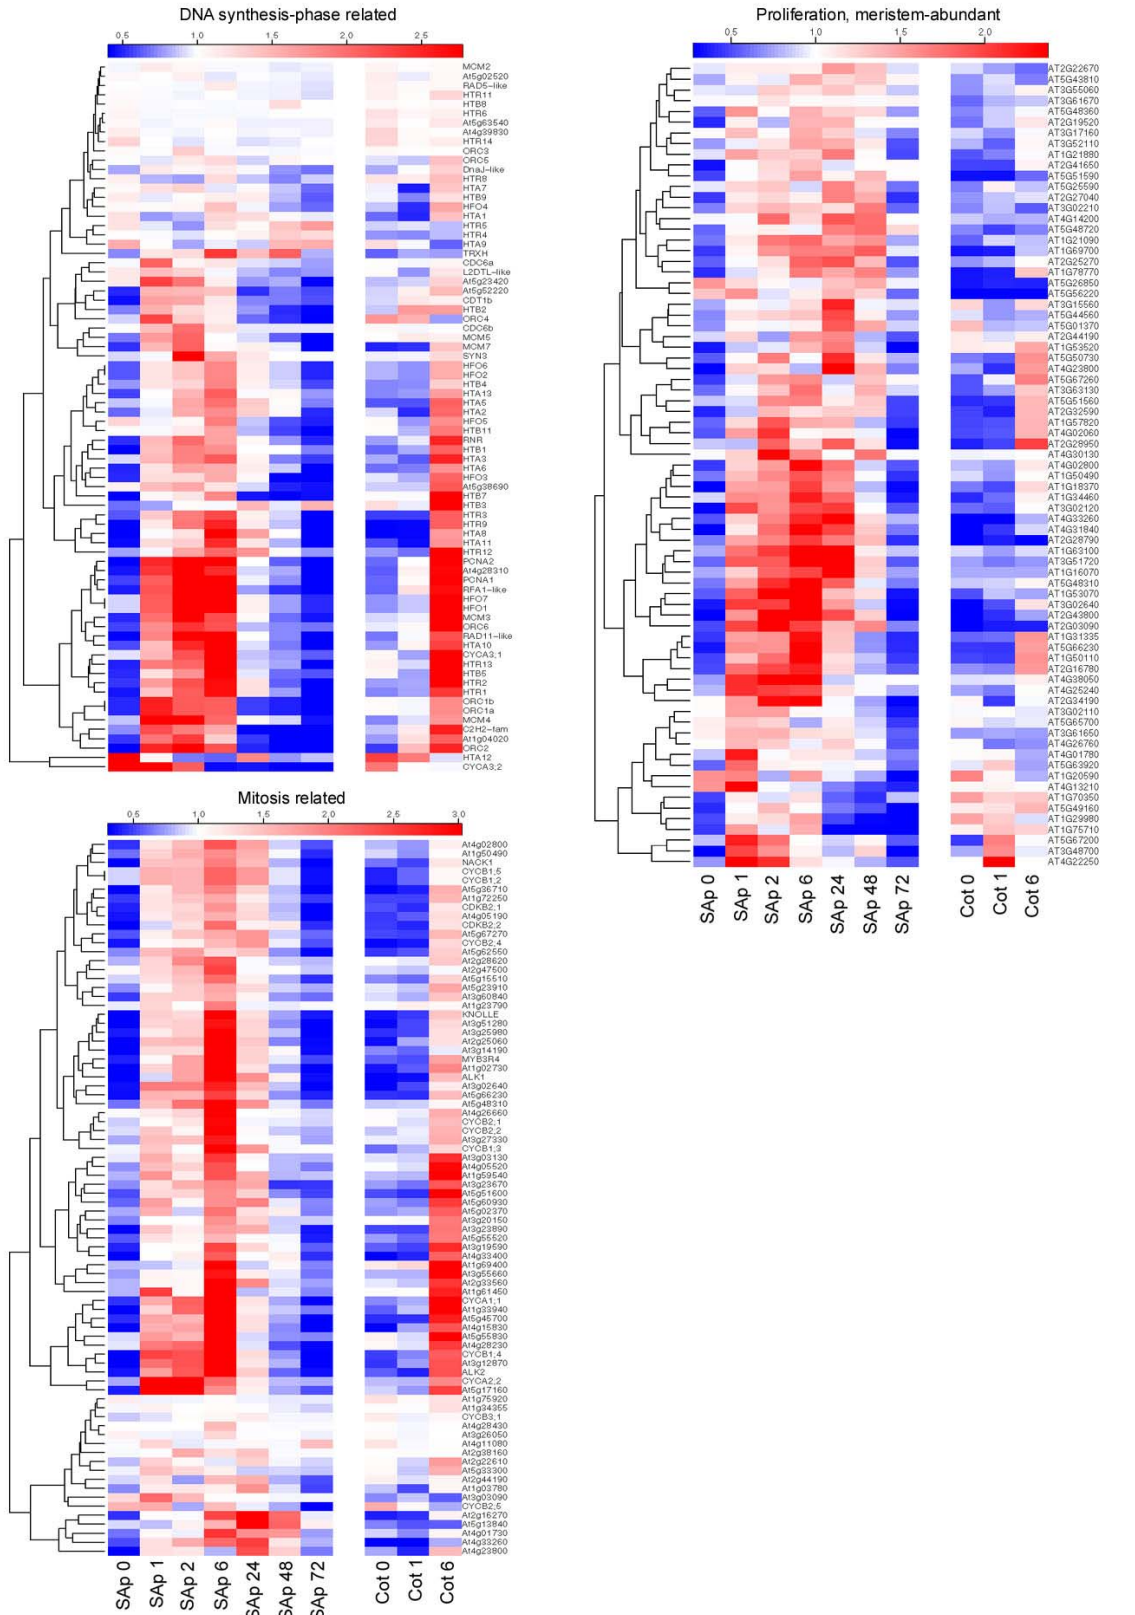 DNA synthesis-phase related
0.5 1.0 1.5 2.0 2.5
MCM2
At5g02520
RAD5-like
HTR11
HTB8
HTR6
At5g63540
At4g39830
HTR14
ORC3
ORC5
DnaJ-like
HTR8
HTA7
HTB9
HFO4
HTA1
HTR5
HTR4
HTA9
TRXH
CDC6a
L2DTL-like
At5g23420
At5g52220
CDT1b
HTB2
ORC4
CDC6b
MCM5
MCM7
SYN3
HFO6
HFO2
HTB4
HTA13
HTA5
HTA2
HFO5
HTB11
RNR
HTB1
HTA3
HTA6
HFO3
At5g38690
HTB7
HTB3
HTR3
HTR9
HTA8
HTA11
HTR12
PCNA2
At4g28310
PCNA1
RFA1-like
HFO7
HFO1
MCM3
ORC6
RAD11-like
HTA10
CYCA3;1
HTR13
HTB5
HTR2
HTR1
ORC1b
ORC1a
MCM4
C2H2-fam
At1g04020
ORC2
HTA12
CYCA3;2
Mitosis related
0.5 1.0 1.5 2.0 2.5 3.0
At4g02800
At1g50490
NACK1
CYCB1;5
CYCB1;2
At5g36710
At1g72250
CDKB2;1
At4g05190
CDKB2;2
At5g67270
CYCB2;4
At5g62550
At2g28620
At2g47500
At5g15510
At5g23910
At3g60840
At1g23790
KNOLLE
At3g51280
At3g25980
At2g25060
At3g14190
MYB3R4
At1g02730
ALK1
At3g02640
At5g66230
At5g48310
At4g26660
CYCB2;1
CYCB2;2
At3g27330
CYCB1;3
At3g03130
At4g05520
At1g59540
At3g23670
At5g51600
At5g60930
At5g02370
At3g20150
At3g23890
At5g55520
At3g19590
At4g33400
At1g69400
At3g55660
At2g33560
At1g61450
CYCA1;1
At1g33940
At5g45700
At4g15830
At5g55830
At4g28230
CYCB1;4
At3g12870
ALK2
CYCA2;2
At5g17160
At1g75920
At1g34355
CYCB3;1
At4g28430
At3g26050
At4g11080
At2g38160
At2g22610
At5g33300
At2g44190
At1g03780
At3g03090
CYCB2;5
At2g16270
At5g13840
At4g01730
At4g33260
At4g23800
SAp 0 SAp 1 SAp 2 SAp 6 SAp 24 SAp 48 SAp 72 Cot 0 Cot 1 Cot 6
Proliferation, meristem-abundant
0.5 1.0 1.5 2.0
AT2G22670
AT5G43810
AT3G55060
AT3G61670
AT5G48360
AT2G19520
AT3G17160
AT3G52110
AT1G21880
AT2G41650
AT5G51590
AT5G25590
AT2G27040
AT3G02210
AT4G14200
AT5G48720
AT1G21090
AT1G69700
AT2G25270
AT1G78770
AT5G26850
AT5G56220
AT3G15560
AT5G44560
AT5G01370
AT2G44190
AT1G53520
AT5G50730
AT4G23800
AT5G67260
AT3G63130
AT5G51560
AT2G32590
AT1G57820
AT4G02060
AT2G28950
AT4G30130
AT4G02800
AT1G50490
AT1G18370
AT1G34460
AT3G02120
AT4G33260
AT4G31840
AT2G28790
AT1G63100
AT3G51720
AT1G16070
AT5G48310
AT1G53070
AT3G02640
AT2G43800
AT2G03090
AT1G31335
AT5G66230
AT1G50110
AT2G16780
AT4G38050
AT4G25240
AT2G34190
AT3G02110
AT5G65700
AT3G61650
AT4G26760
AT4G01780
AT5G63920
AT1G20590
AT4G13210
AT1G70350
AT5G49160
AT1G29980
AT1G75710
AT5G67200
AT3G48700
AT4G22250
SAp 0 SAp 1 SAp 2 SAp 6 SAp 24 SAp 48 SAp 72 Cot 0 Cot 1 Cot 6